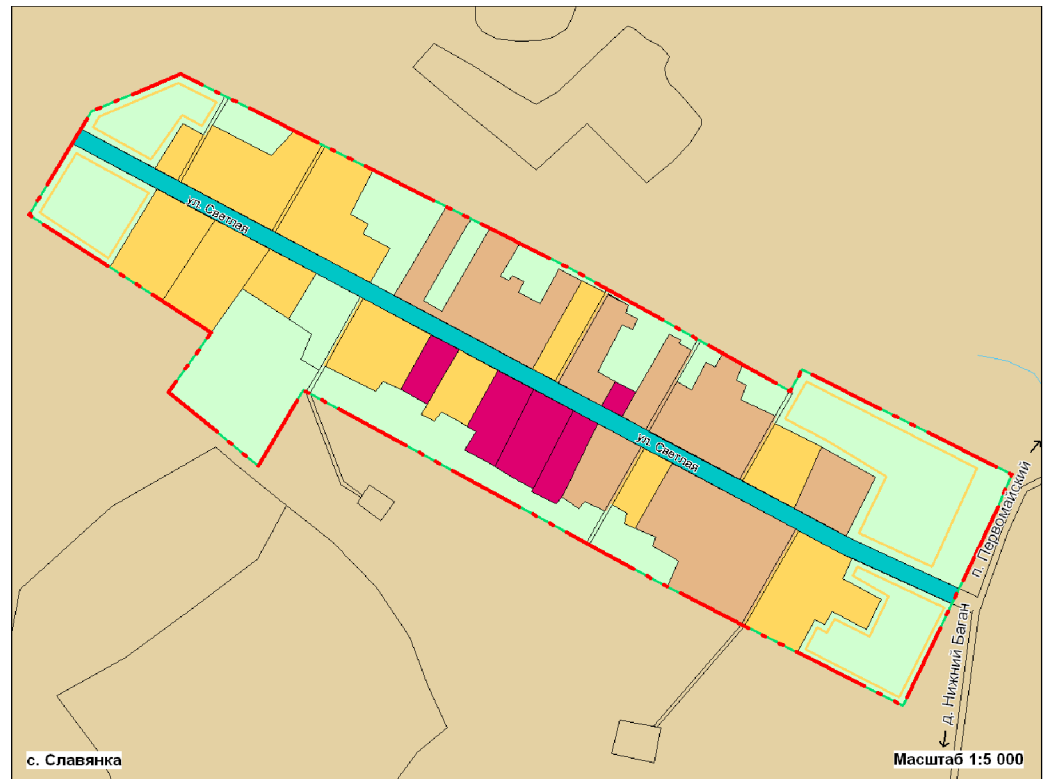 ул. Светлая
ул. Светлая
п. Первомайский
д. Нижний Баган
с. Славянка
Масштаб 1:5 000